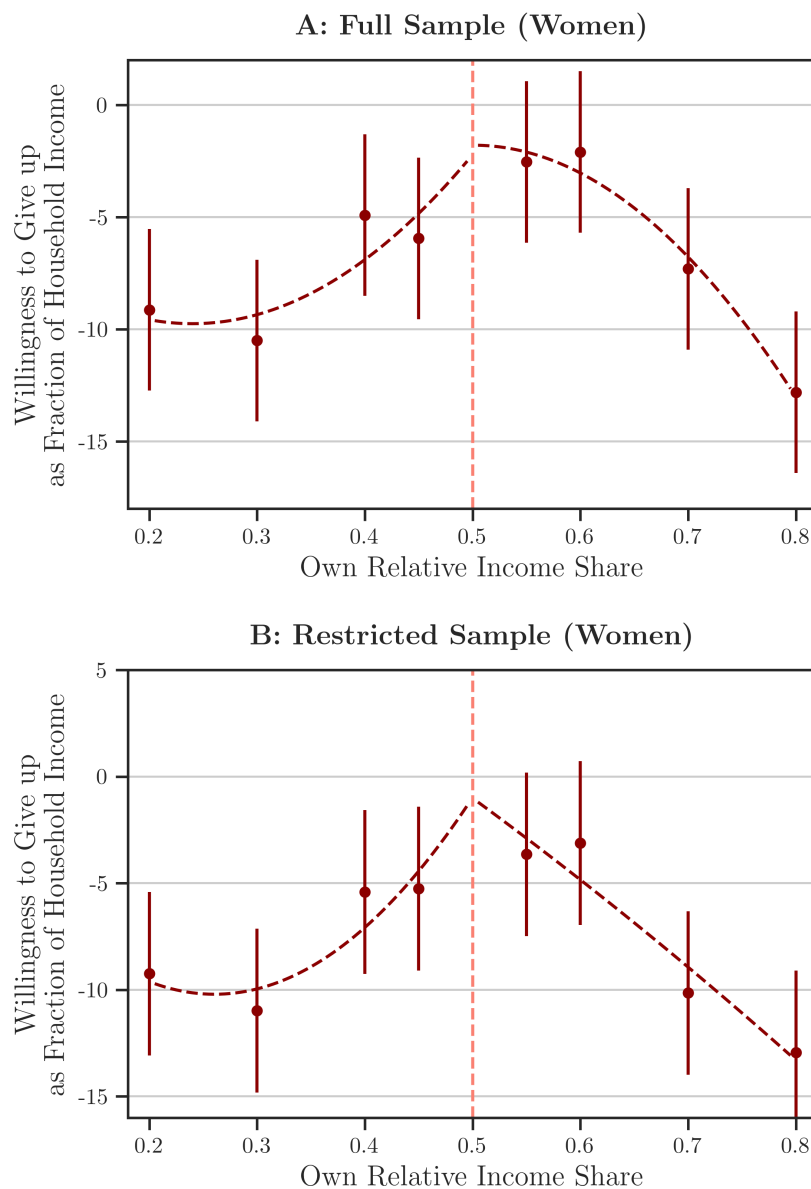 A: Full Sample (Women)
Willingness to Give up
as Fraction of Household Income
0
-5
-10
-15
0.2 0.3 0.4 0.5 0.6 0.7 0.8
Own Relative Income Share
B: Restricted Sample (Women)
Willingness to Give up
as Fraction of Household Income
5
0
-5
-10
-15
0.2 0.3 0.4 0.5 0.6 0.7 0.8
Own Relative Income Share